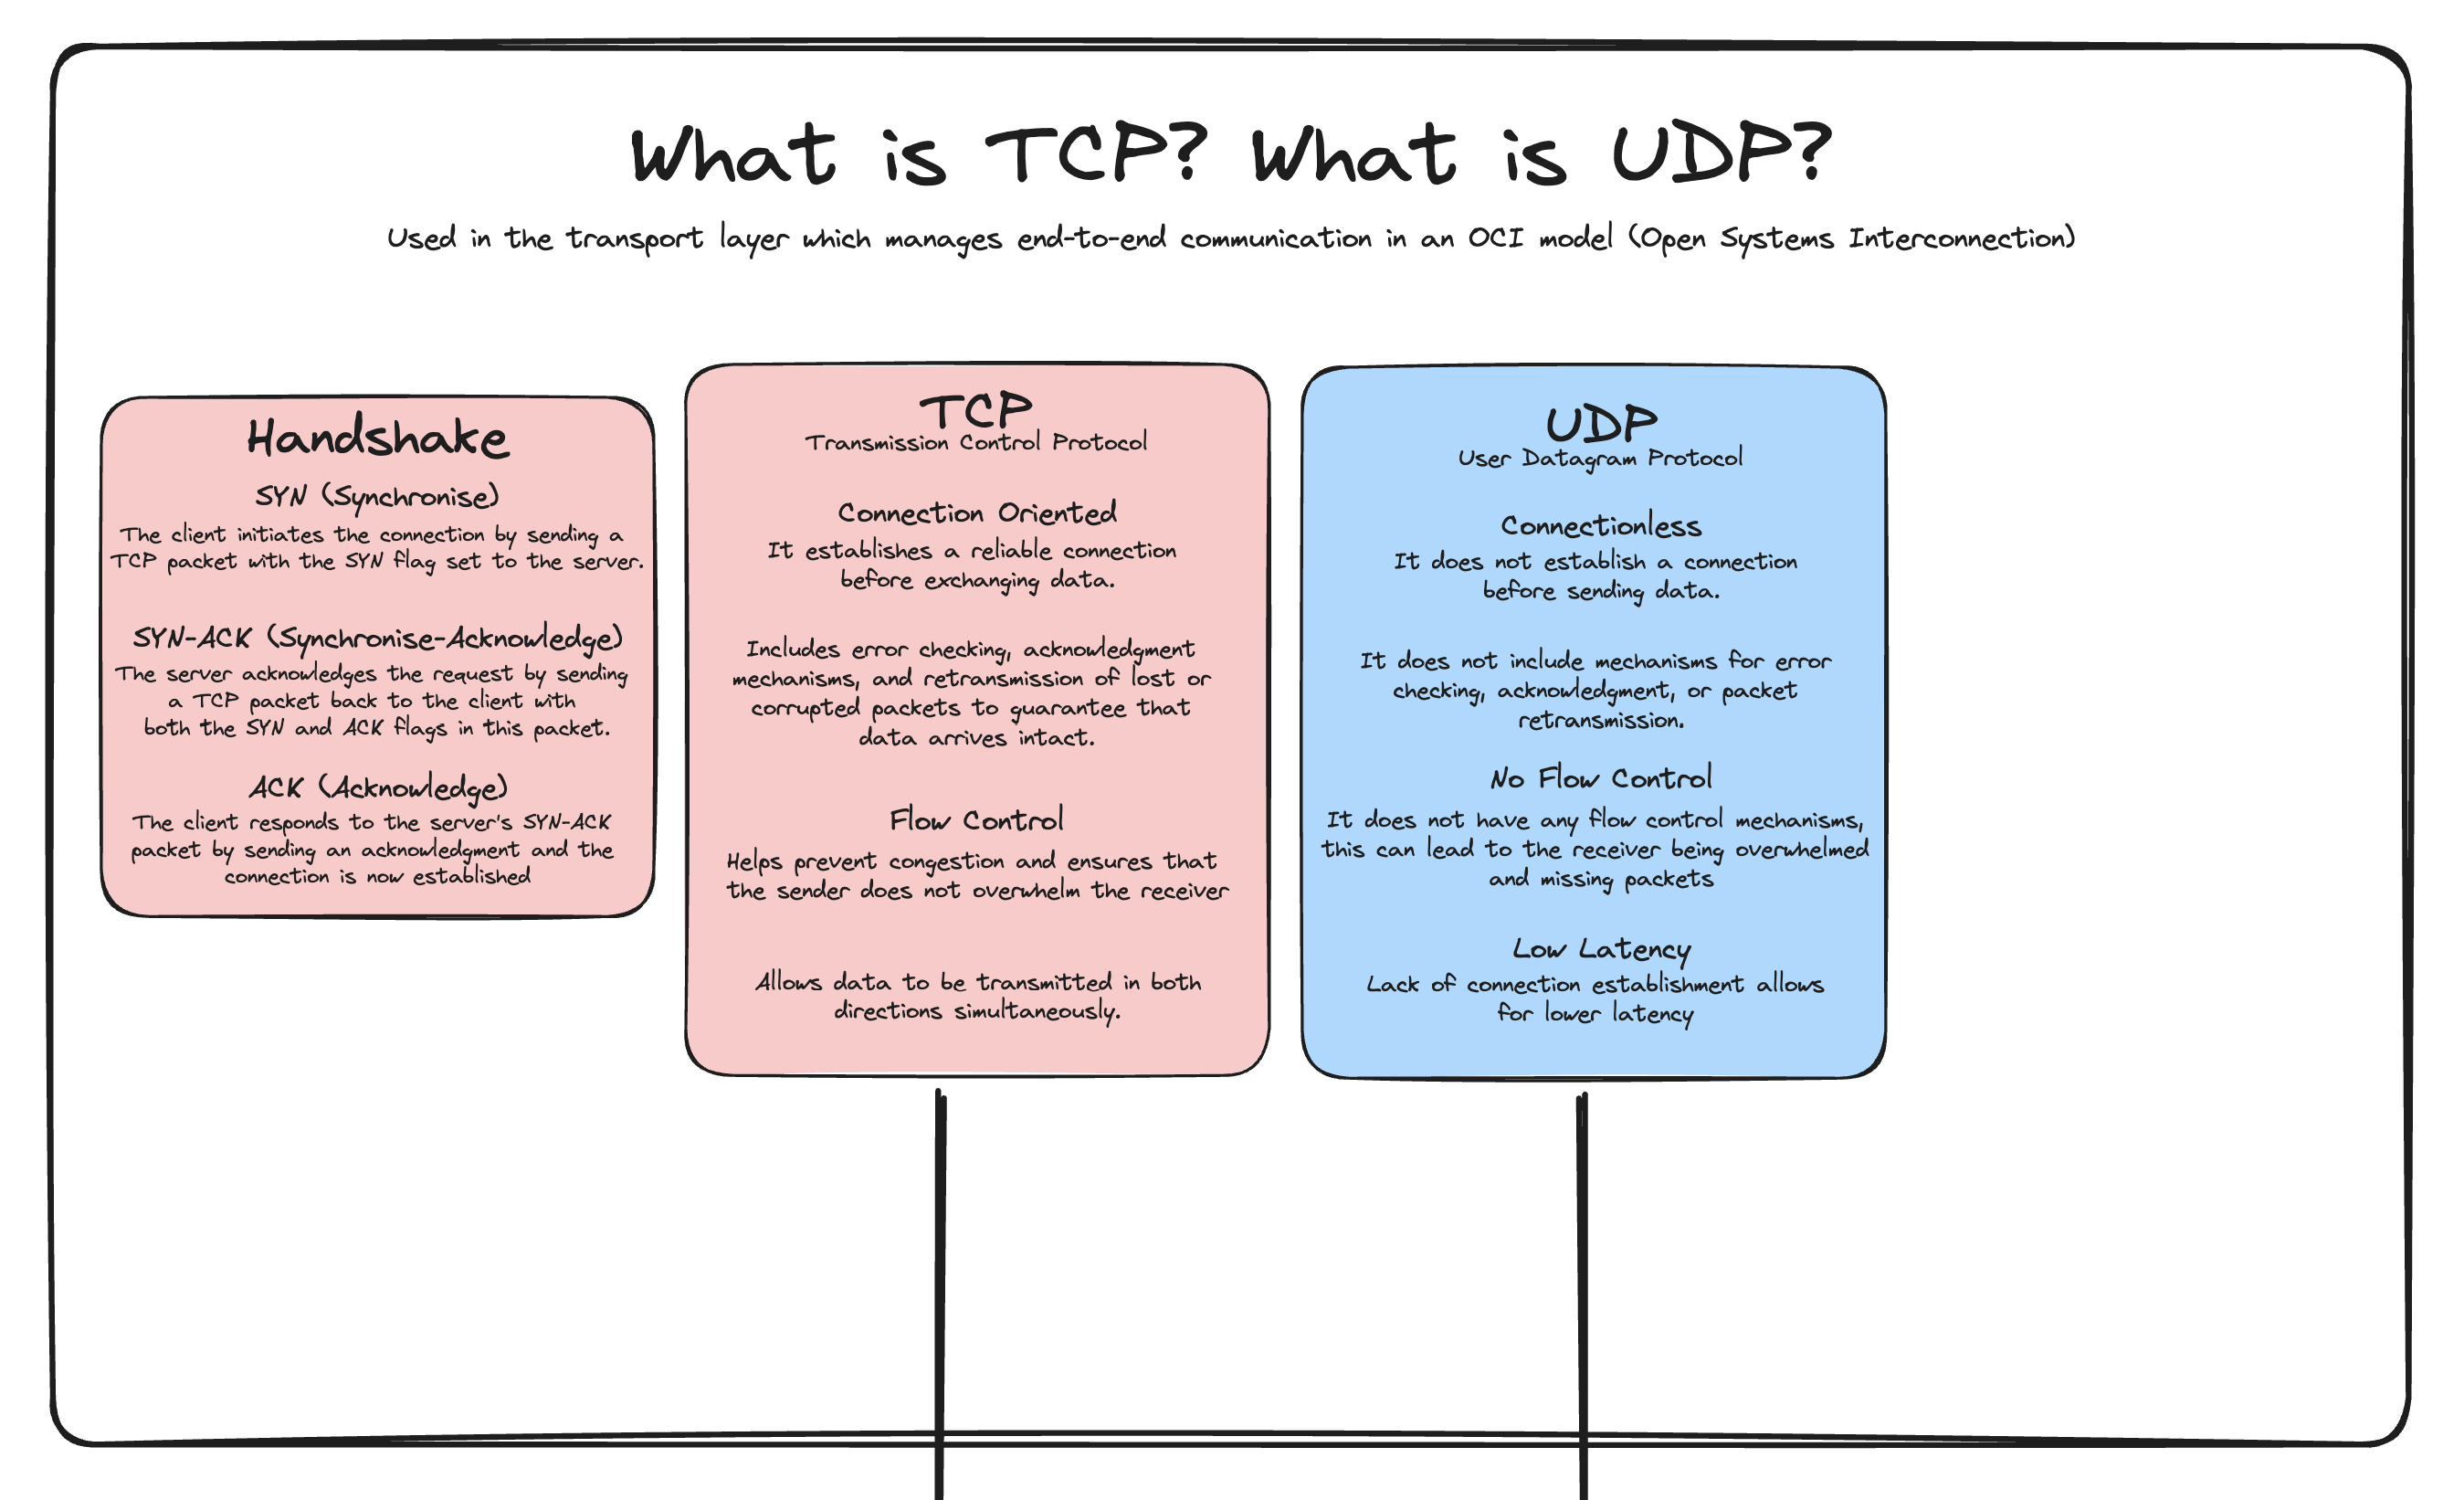 What is TCP? What is UDP?
Used in the transport layer which manages end-to-end communication in an OCI model (Open Systems Interconnection)
Handshake
SYN (Synchronise)
The client initiates the connection by sending a
TCP packet with the SYN flag set to the server.
SYN-ACK (Synchronise-Acknowledge)
The server acknowledges the request by sending
a TCP packet back to the client with
both the SYN and ACK flags in this packet.
ACK (Acknowledge)
The client responds to the server's SYN-ACK
packet by sending an acknowledgment and the
connection is now established
TCP
Transmission Control Protocol
Connection Oriented
It establishes a reliable connection
before exchanging data.
Includes error checking, acknowledgment
mechanisms, and retransmission of lost or
corrupted packets to guarantee that
data arrives intact.
Flow Control
Helps prevent congestion and ensures that
the sender does not overwhelm the receiver
Allows data to be transmitted in both
directions simultaneously.
UDP
User Datagram Protocol
Connectionless
It does not establish a connection
before sending data.
It does not include mechanisms for error
checking, acknowledgment, or packet
retransmission.
No Flow Control
It does not have any flow control mechanisms,
this can lead to the receiver being overwhelmed
and missing packets
Low Latency
Lack of connection establishment allows
for lower latency